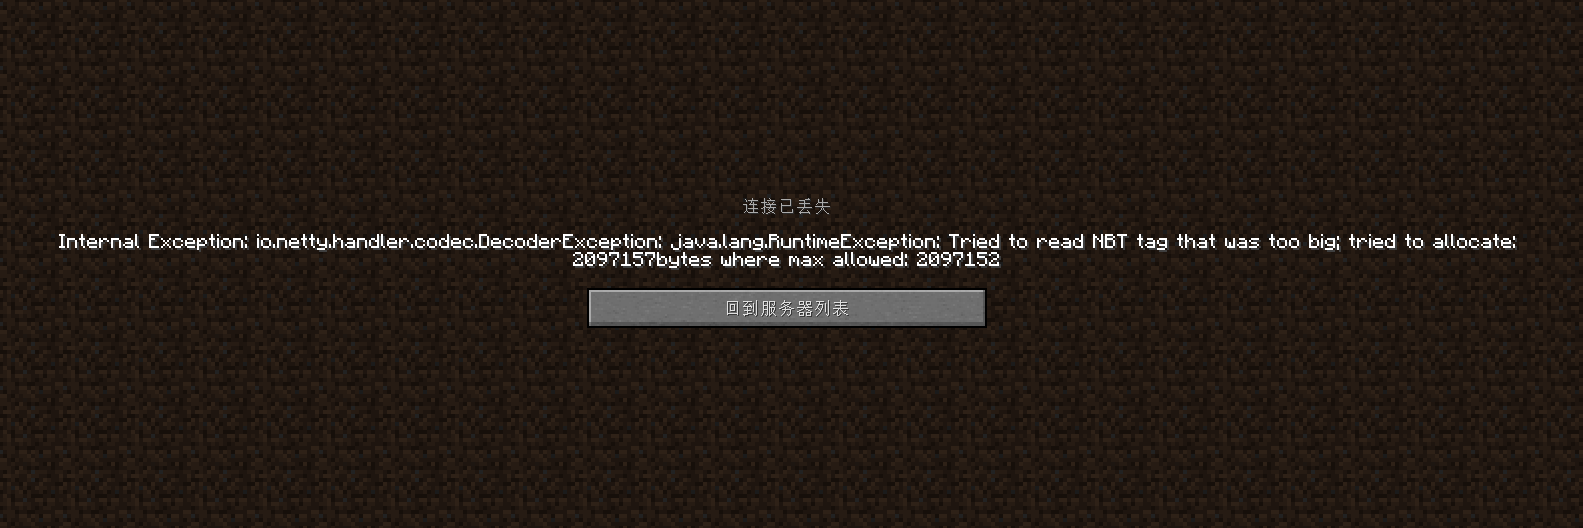 连接已丢失
Internal Exception: io.netty.handler.codec.DecoderException: java.lang.RuntimeException: Tried to read NBT tag that was too big; tried to allocate:
2097157bytes where max allowed: 2097152
回到服务器列表